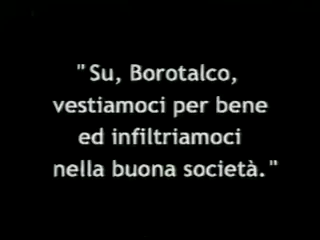 "Su, Borotalco,
vestiamoci per bene
ed infiltriamoci
nella buona società."